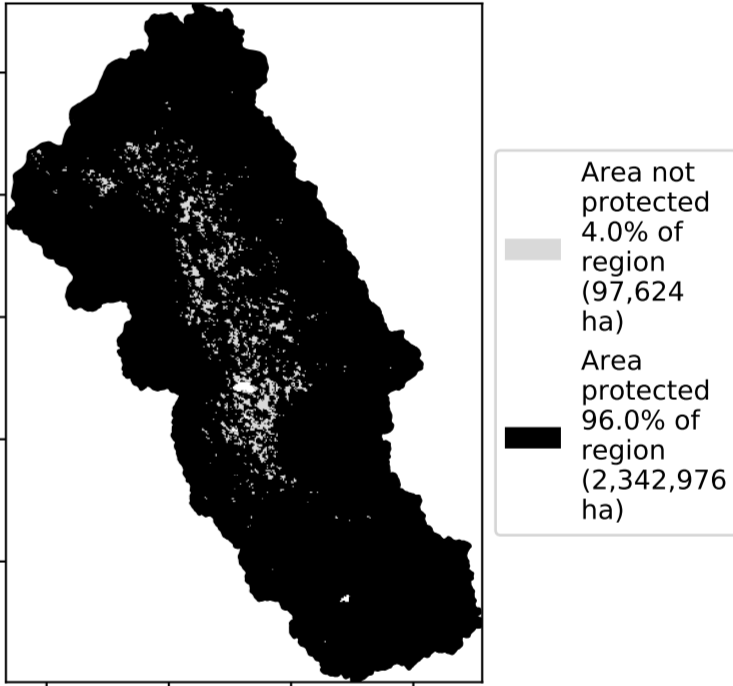 Area not
protected
4.0% of
region
(97,624
ha)
Area
protected
96.0% of
region
(2,342,976
ha)